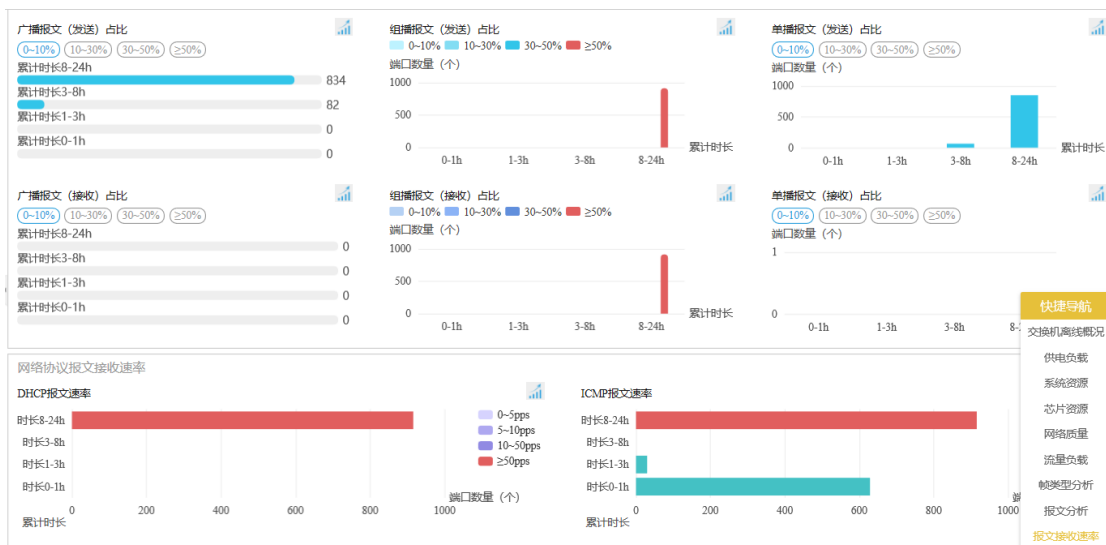 广播报文（发送）占比
0~10% 10~30% 30~50% ≥50%
累计时长8-24h
834
累计时长3-8h
82
累计时长1-3h
0
累计时长0-1h
0
组播报文（发送）占比
0~10% 10~30% 30~50% ≥50%
端口数量（个）
1000
500
0
0-1h 1-3h 3-8h 8-24h
累计时长
单播报文（发送）占比
0~10% 10~30% 30~50% ≥50%
端口数量（个）
1000
500
0
0-1h 1-3h 3-8h 8-24h
累计时长
广播报文（接收）占比
0~10% 10~30% 30~50% ≥50%
累计时长8-24h
0
累计时长3-8h
0
累计时长1-3h
0
累计时长0-1h
0
组播报文（接收）占比
0~10% 10~30% 30~50% ≥50%
端口数量（个）
1000
500
0
0-1h 1-3h 3-8h 8-24h
累计时长
单播报文（接收）占比
0~10% 10~30% 30~50% ≥50%
端口数量（个）
1
0
0-1h 1-3h 3-8h
网络协议报文接收速率
DHCP报文速率
时长8-24h
时长3-8h
时长1-3h
时长0-1h
0~5pps
5~10pps
10~50pps
≥50pps
端口数量（个）
0 200 400 600 800 1000
累计时长
ICMP报文速率
时长8-24h
时长3-8h
时长1-3h
时长0-1h
0 200 400 600 800 1000
累计时长
快捷导航
交换机离线概况
供电负载
系统资源
芯片资源
网络质量
流量负载
帧类型分析
报文分析
报文接收速率